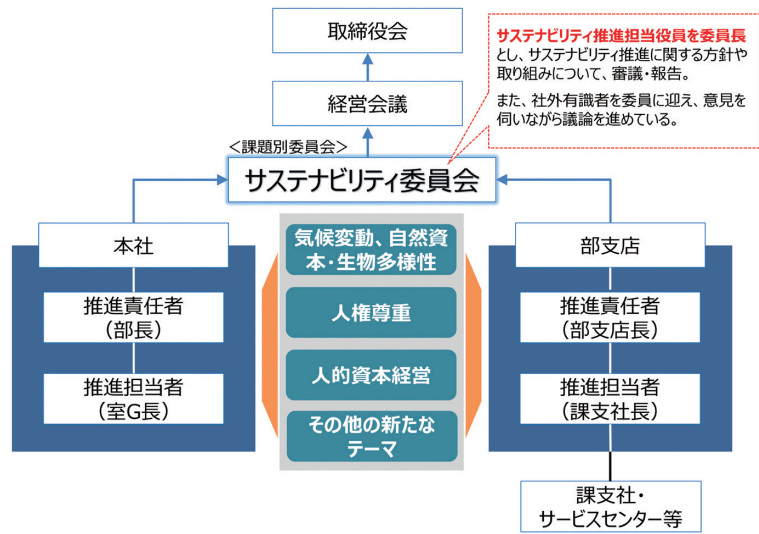 取締役会
経営会議
サステナビリティ推進担当役員を委員長
とし、サステナビリティ推進に関する方針や
取り組みについて、審議・報告。
また、社外有識者を委員に迎え、意見を
伺いながら議論を進めている。
＜課題別委員会＞
サステナビリティ委員会
本社
推進責任者
（部長）
推進担当者
（室G長）
気候変動、自然資
本・生物多様性
人権尊重
人的資本経営
その他の新たな
テーマ
部支店
推進責任者
（部支店長）
推進担当者
（課支社長）
課支社・
サービスセンター等